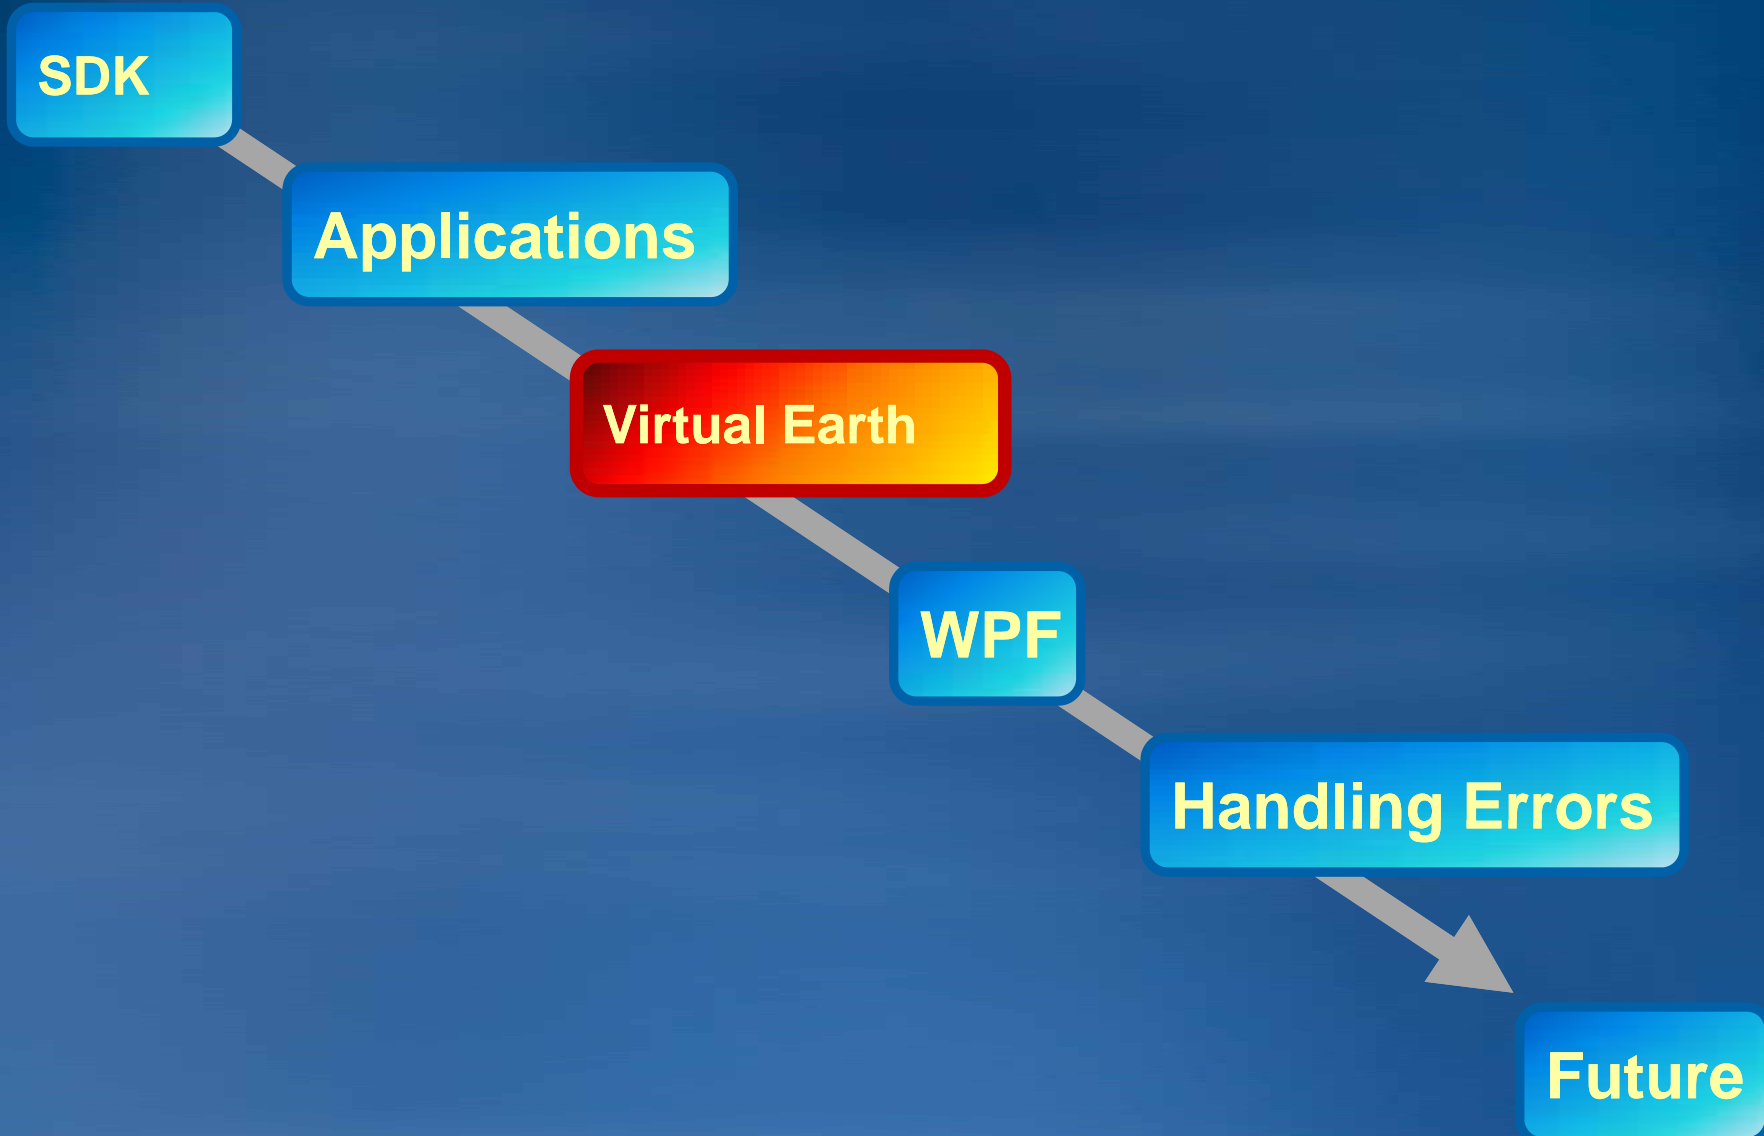 SDK
Applications
Virtual Earth
WPF
Handling Errors
Future